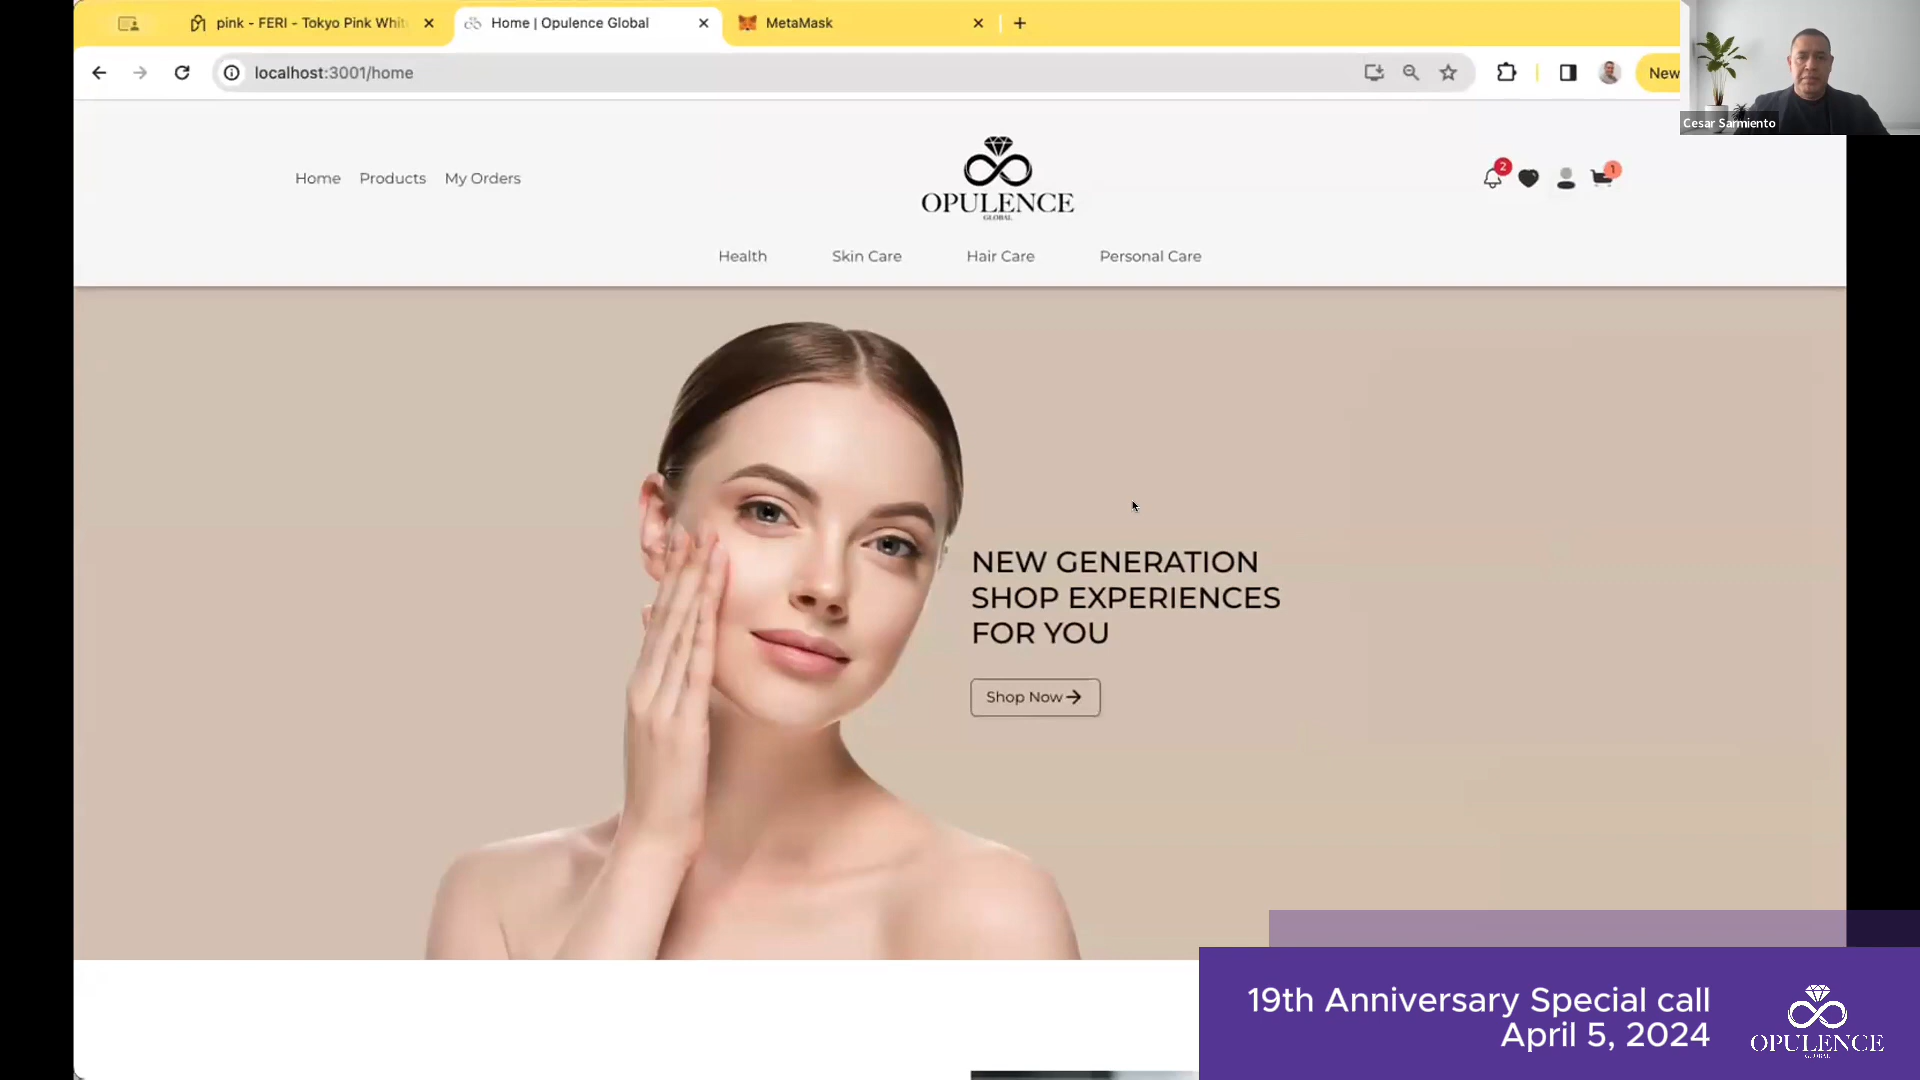 pink - FERI - Tokyo Pink Whit
Home | Opulence Global
MetaMask
localhost:3001/home
New
Cesar Sarmiento
Home
Products
My Orders
OPULENCE
GLOBAL
2
1
Health
Skin Care
Hair Care
Personal Care
NEW GENERATION
SHOP EXPERIENCES
FOR YOU
Shop Now
19th Anniversary Special call
April 5, 2024
OPULENCE
GLOBAL